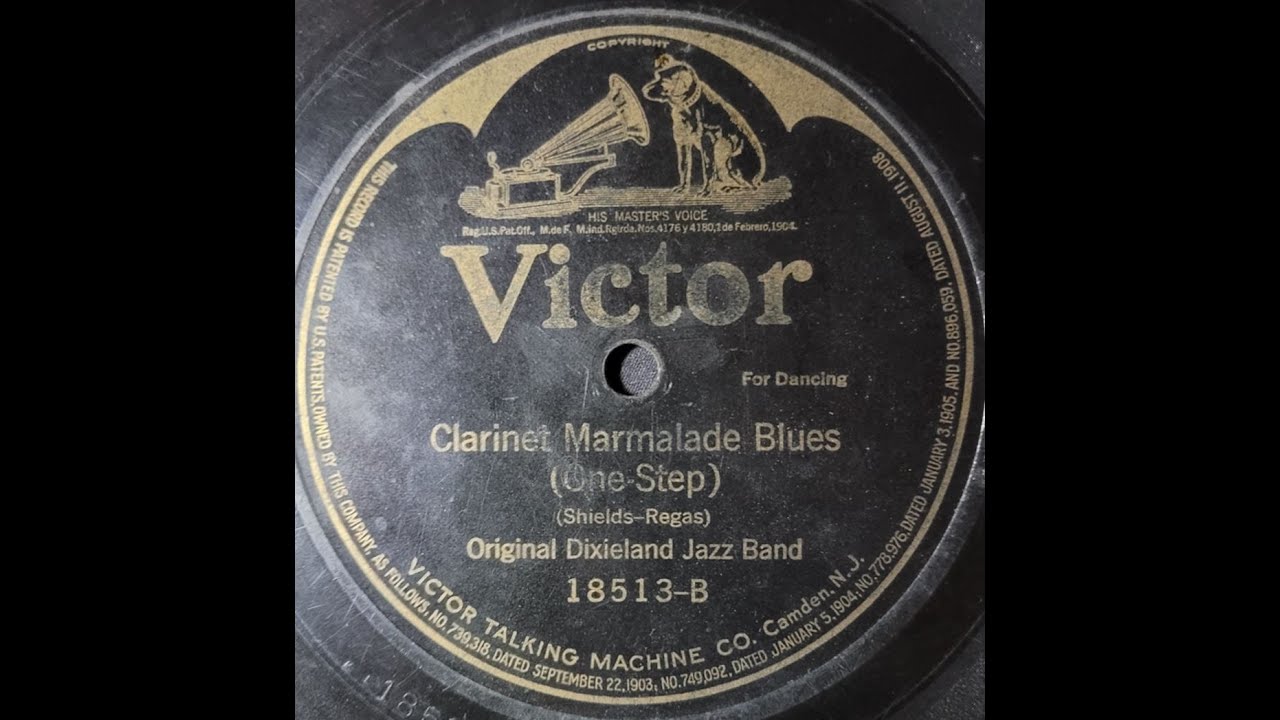 COPYRIGHT
HIS MASTER'S VOICE
Reg.U.S.Pat.Off., M.de F. M.ind.Rgirda.Nos.4176 y 4180,1 de Febrero,1904.
Victor
For Dancing
Clarinet Marmalade Blues
(One-Step)
(Shields–Regas)
Original Dixieland Jazz Band
18513–B
VICTOR TALKING MACHINE CO. Camden. N.J.
THIS RECORD IS PATENTED BY U.S. PATENTS, OWNED BY THIS COMPANY AS FOLLOWS, NO. 739,318, DATED SEPTEMBER 22,1903; NO.749,092, DATED JANUARY 5,1904; NO.778,976, DATED JANUARY 3,1905, AND NO.896,059, DATED AUGUST 11, 1908.